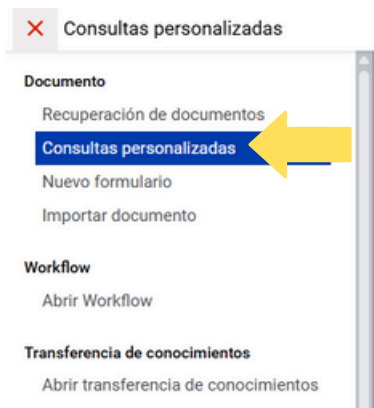 Consultas personalizadas
Documento
Recuperación de documentos
Consultas personalizadas
Nuevo formulario
Importar documento
Workflow
Abrir Workflow
Transferencia de conocimientos
Abrir transferencia de conocimientos